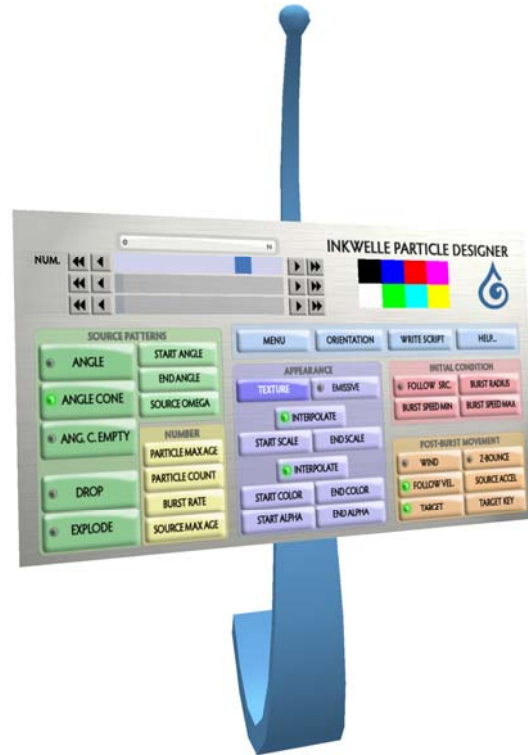 INKWELLE PARTICLE DESIGNER
0 N
NUM.
MENU ORIENTATION WRITE SCRIPT HELP...
SOURCE PATTERNS
ANGLE
ANGLE CONE
ANG. C. EMPTY
DROP
EXPLODE
START ANGLE
END ANGLE
SOURCE OMEGA
NUMBER
PARTICLE MAX AGE
PARTICLE COUNT
BURST RATE
SOURCE MAX AGE
APPEARANCE
TEXTURE EMISSIVE
INTERPOLATE
START SCALE END SCALE
INTERPOLATE
START COLOR END COLOR
START ALPHA END ALPHA
INITIAL CONDITION
FOLLOW SRC. BURST RADIUS
BURST SPEED MIN BURST SPEED MAX
POST-BURST MOVEMENT
WIND Z-BOUNCE
FOLLOW VEL. SOURCE ACCEL
TARGET TARGET KEY